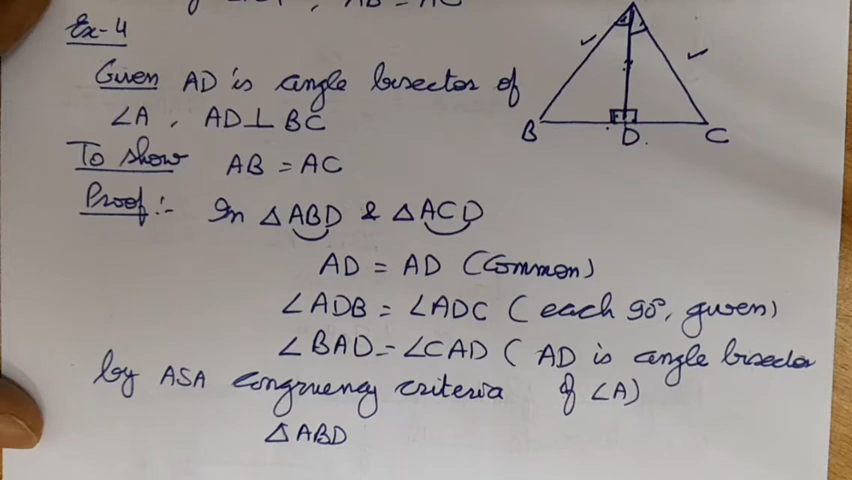 AB = AC
Ex-4
Given AD is angle bisector of
∠A, AD⊥BC
B D. C
To show AB = AC
Proof:- In △ABD & △ACD
AD = AD (Common)
∠ADB = ∠ADC (each 90°, given)
∠BAD = ∠CAD (AD is angle bisector
by ASA congruency criteria of ∠A)
△ABD